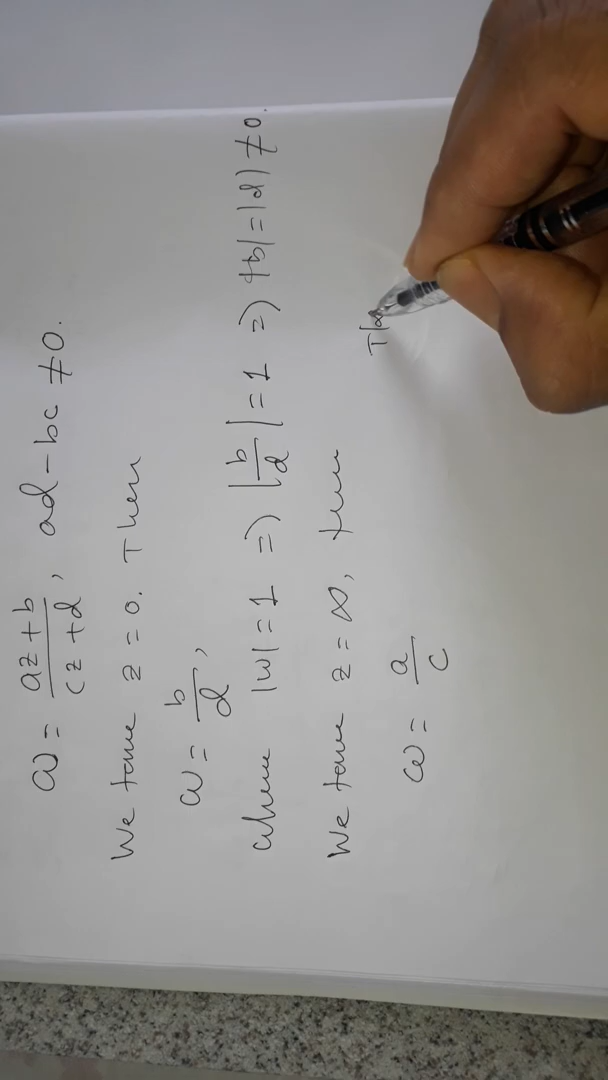 ω = az+b / cz+d, ad-bc ≠ 0.
We take z = 0. Then
ω = b/d,
where |w| = 1 => |b/d| = 1 => |b| = |d| ≠ 0.
We take z = ∞, then
ω = a/c